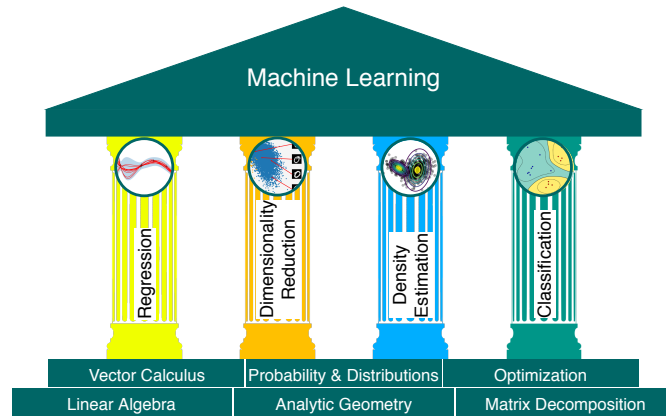 Machine Learning
Regression
Dimensionality
Reduction
Density
Estimation
Classification
Vector Calculus
Probability & Distributions
Optimization
Linear Algebra
Analytic Geometry
Matrix Decomposition